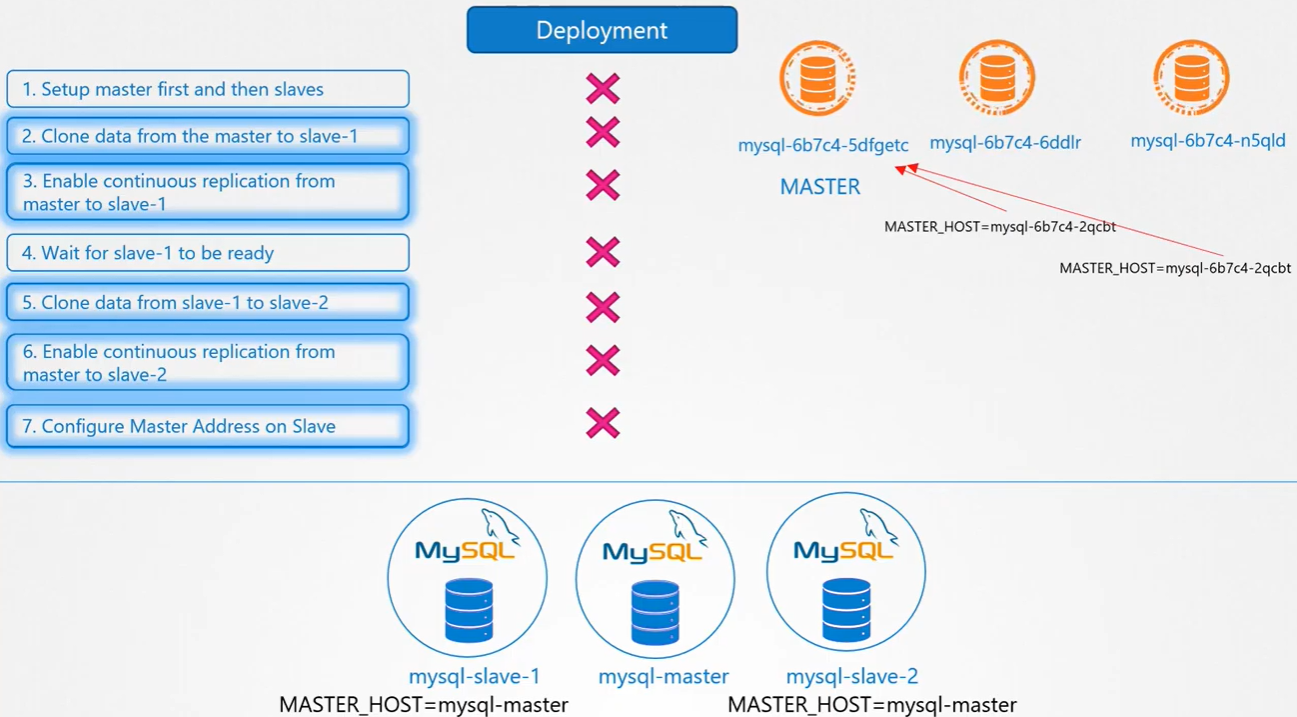 Deployment
1. Setup master first and then slaves
2. Clone data from the master to slave-1
3. Enable continuous replication from
master to slave-1
4. Wait for slave-1 to be ready
5. Clone data from slave-1 to slave-2
6. Enable continuous replication from
master to slave-2
7. Configure Master Address on Slave
mysql-6b7c4-5dfgetc
mysql-6b7c4-6ddlr
mysql-6b7c4-n5qld
MASTER
MASTER_HOST=mysql-6b7c4-2qcbt
MASTER_HOST=mysql-6b7c4-2qcbt
MySQL
MySQL
MySQL
mysql-slave-1
mysql-master
mysql-slave-2
MASTER_HOST=mysql-master
MASTER_HOST=mysql-master